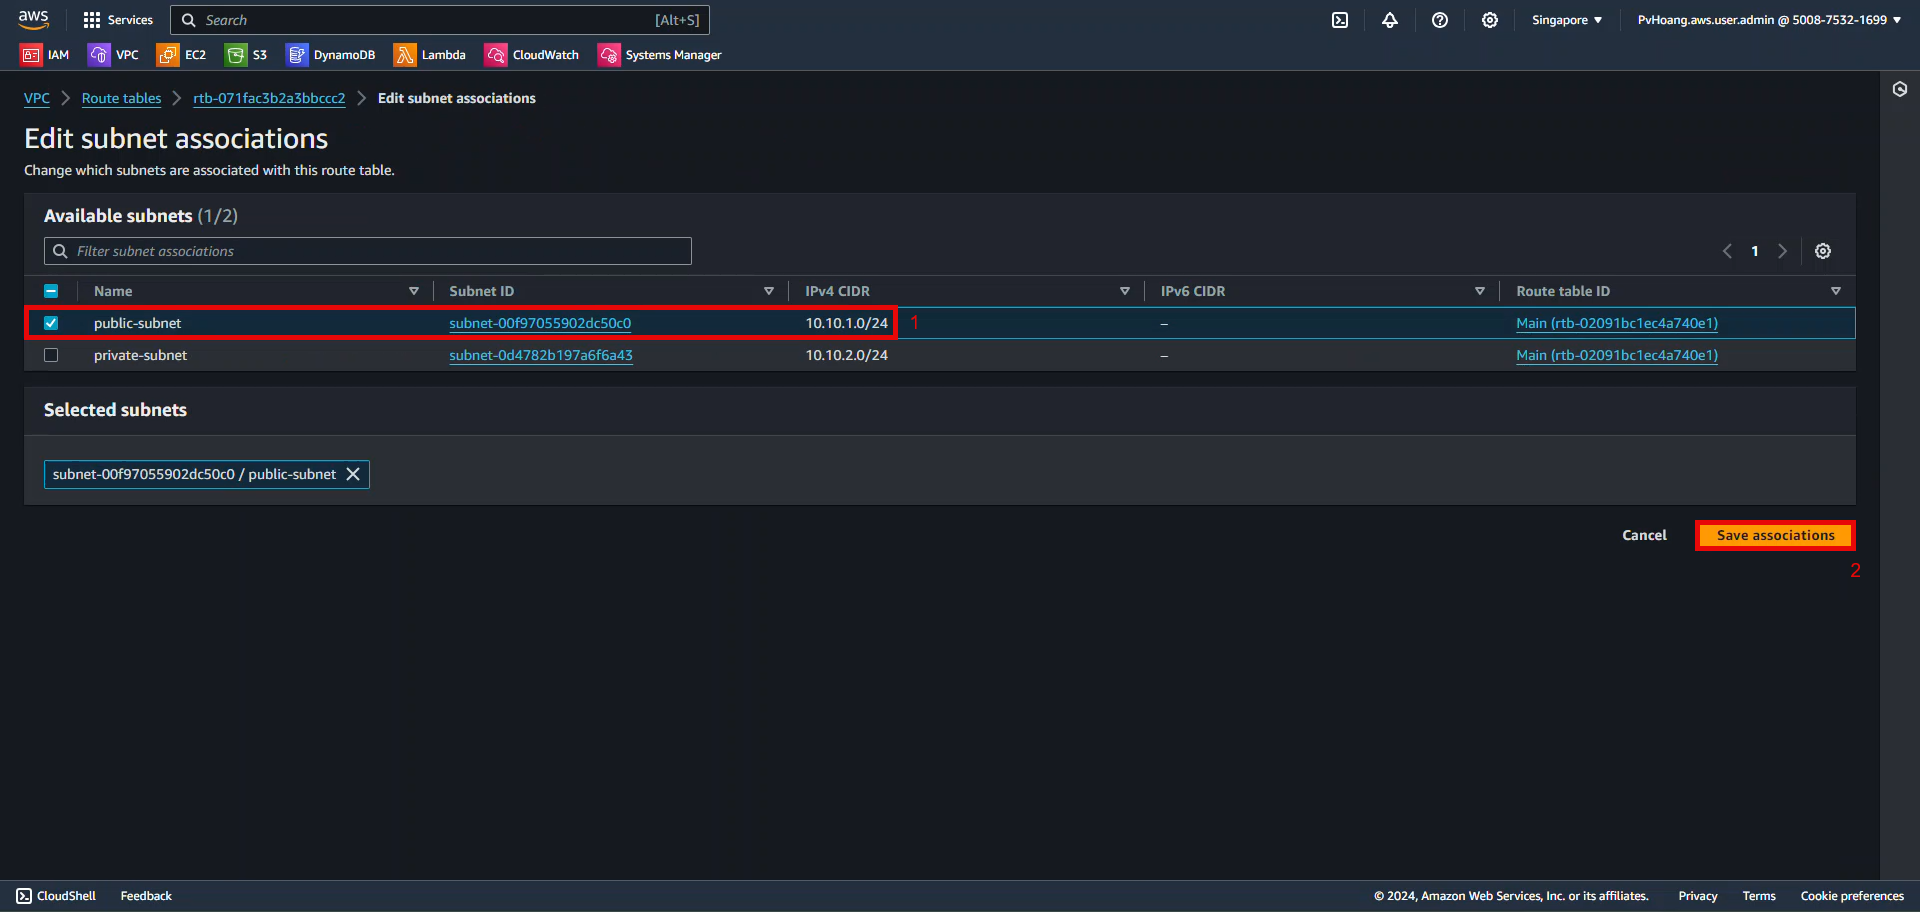 aws Services Search [Alt+S] Singapore PvHoang.aws.user.admin @ 5008-7532-1699
IAM VPC EC2 S3 DynamoDB Lambda CloudWatch Systems Manager
VPC Route tables rtb-071fac3b2a3bbccc2 Edit subnet associations
Edit subnet associations
Change which subnets are associated with this route table.
Available subnets (1/2)
Filter subnet associations 1
Name Subnet ID IPv4 CIDR IPv6 CIDR Route table ID
public-subnet subnet-00f97055902dc50c0 10.10.1.0/24 1 – Main (rtb-02091bc1ec4a740e1)
private-subnet subnet-0d4782b197a6f6a43 10.10.2.0/24 – Main (rtb-02091bc1ec4a740e1)
Selected subnets
subnet-00f97055902dc50c0 / public-subnet
Cancel Save associations
2
CloudShell Feedback © 2024, Amazon Web Services, Inc. or its affiliates. Privacy Terms Cookie preferences